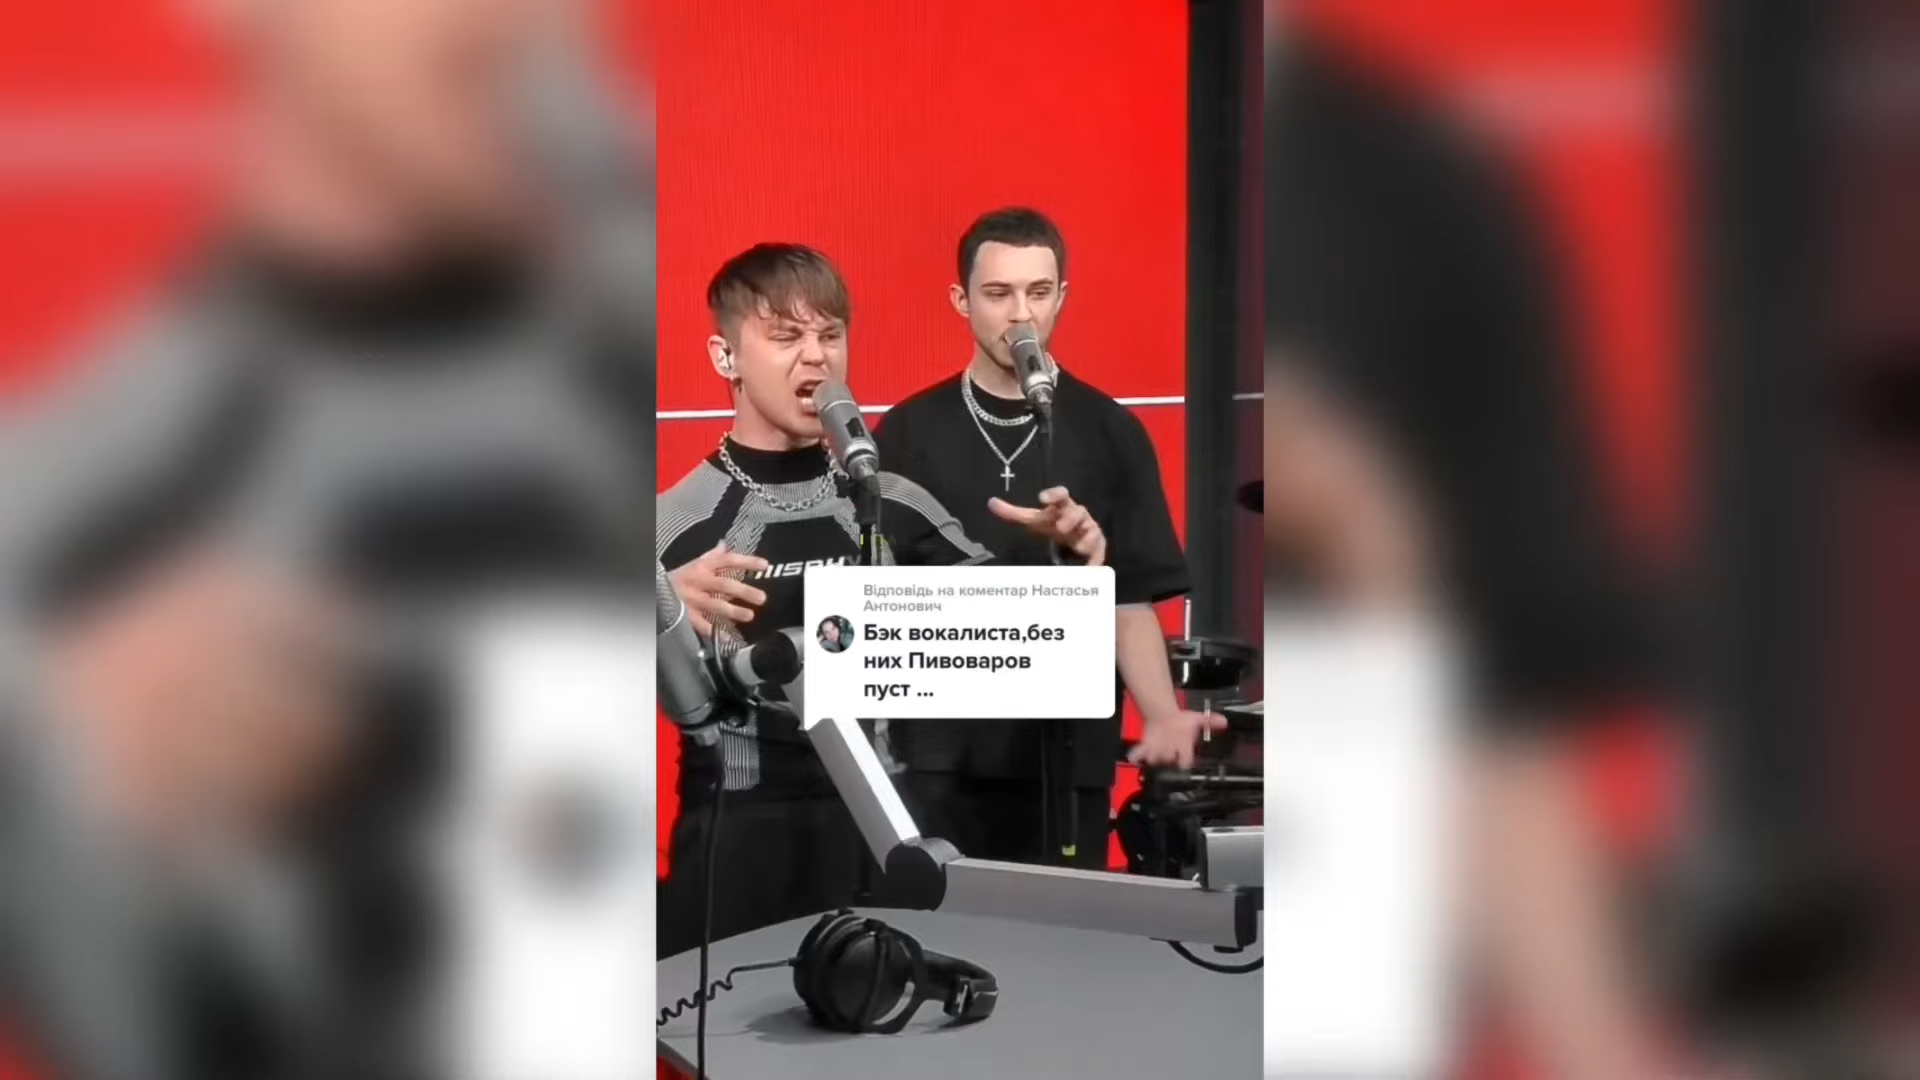 Відповідь на коментар Настасья
Антонович
Бэк вокалиста,без
них Пивоваров
пуст ...